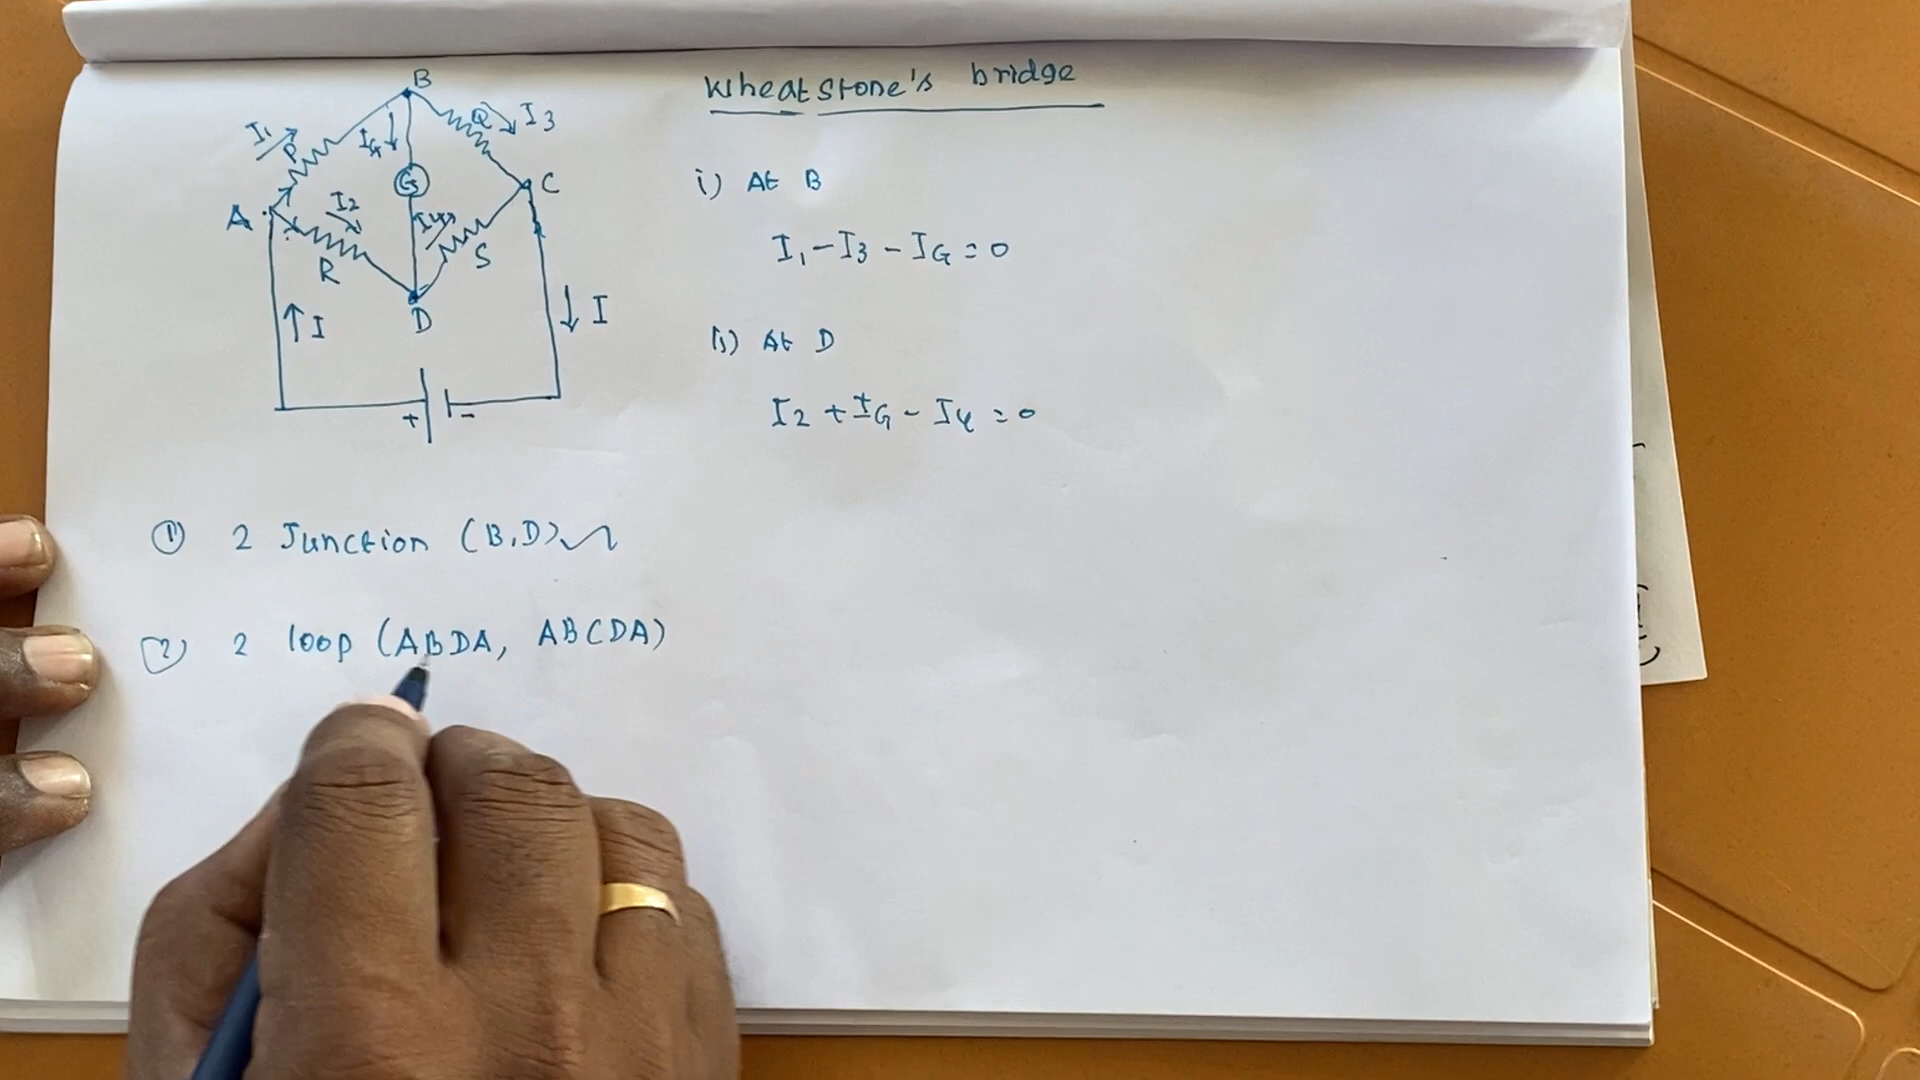 Wheatstone's bridge
B
I1
P
IG
Q
I3
G
C
A
I2
I4
R
S
D
I
I
+
-
i) At B
I1 - I3 - IG = 0
At D
I2 + IG - I4 = 0
① 2 Junction (B,D)
② 2 loop (ABDA, ABCDA)